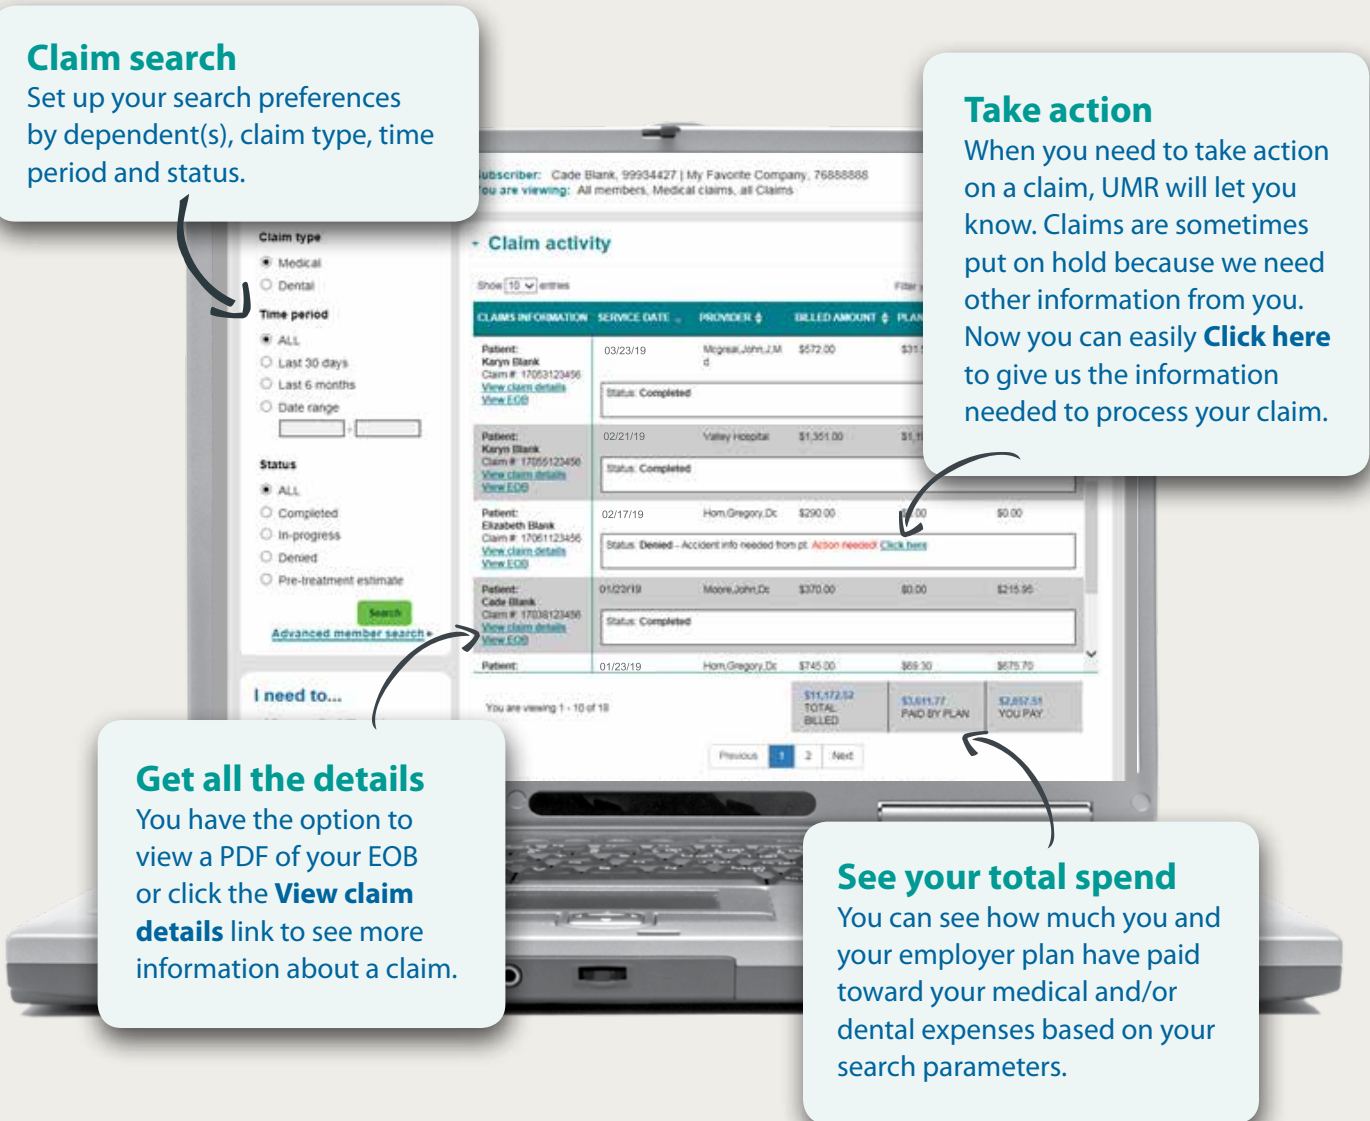 Claim search
Set up your search preferences
by dependent(s), claim type, time
period and status.
Take action
When you need to take action
on a claim, UMR will let you
know. Claims are sometimes
put on hold because we need
other information from you.
Now you can easily Click here
to give us the information
needed to process your claim.
ubscriber: Cade Blank, 99934427 | My Favorite Company, 76888888
ou are viewing: All members, Medical claims, all Claims
Claim type
Medical
Dental
Time period
ALL
Last 30 days
Last 6 months
Date range
-
Status
ALL
Completed
In-progress
Denied
Pre-treatment estimate
Search
Advanced member search
I need to...
Claim activity
Show 10 entries
Filter
CLAIMS INFORMATION SERVICE DATE PROVIDER BILLED AMOUNT PLAN
Patient:
Karyn Blank
Claim #: 17053123456
View claim details
View EOB
03/23/19 Mcgreal,John,J,M d $572.00
Status: Completed
Patient:
Karyn Blank
Claim #: 17055123456
View claim details
View EOB
02/21/19 Valley Hospital $1,351.00
Status: Completed
Patient:
Elizabeth Blank
Claim #: 17061123456
View claim details
View EOB
02/17/19 Horn,Gregory,Dc $290.00 $0.00
Status: Denied - Accident info needed from pt. Action needed! Click here
Patient:
Cade Blank
Claim #: 17038123456
View claim details
View EOB
01/23/19 Moore,John,Dc $370.00 $0.00 $215.95
Status: Completed
Patient:
01/23/19 Horn,Gregory,Dc $745.00 $69.30 $675.70
You are viewing 1 - 10 of 18
$11,172.52
TOTAL
BILLED
PAID BY PLAN
YOU PAY
Previous 1 2 Next
Get all the details
You have the option to
view a PDF of your EOB
or click the View claim
details link to see more
information about a claim.
See your total spend
You can see how much you and
your employer plan have paid
toward your medical and/or
dental expenses based on your
search parameters.